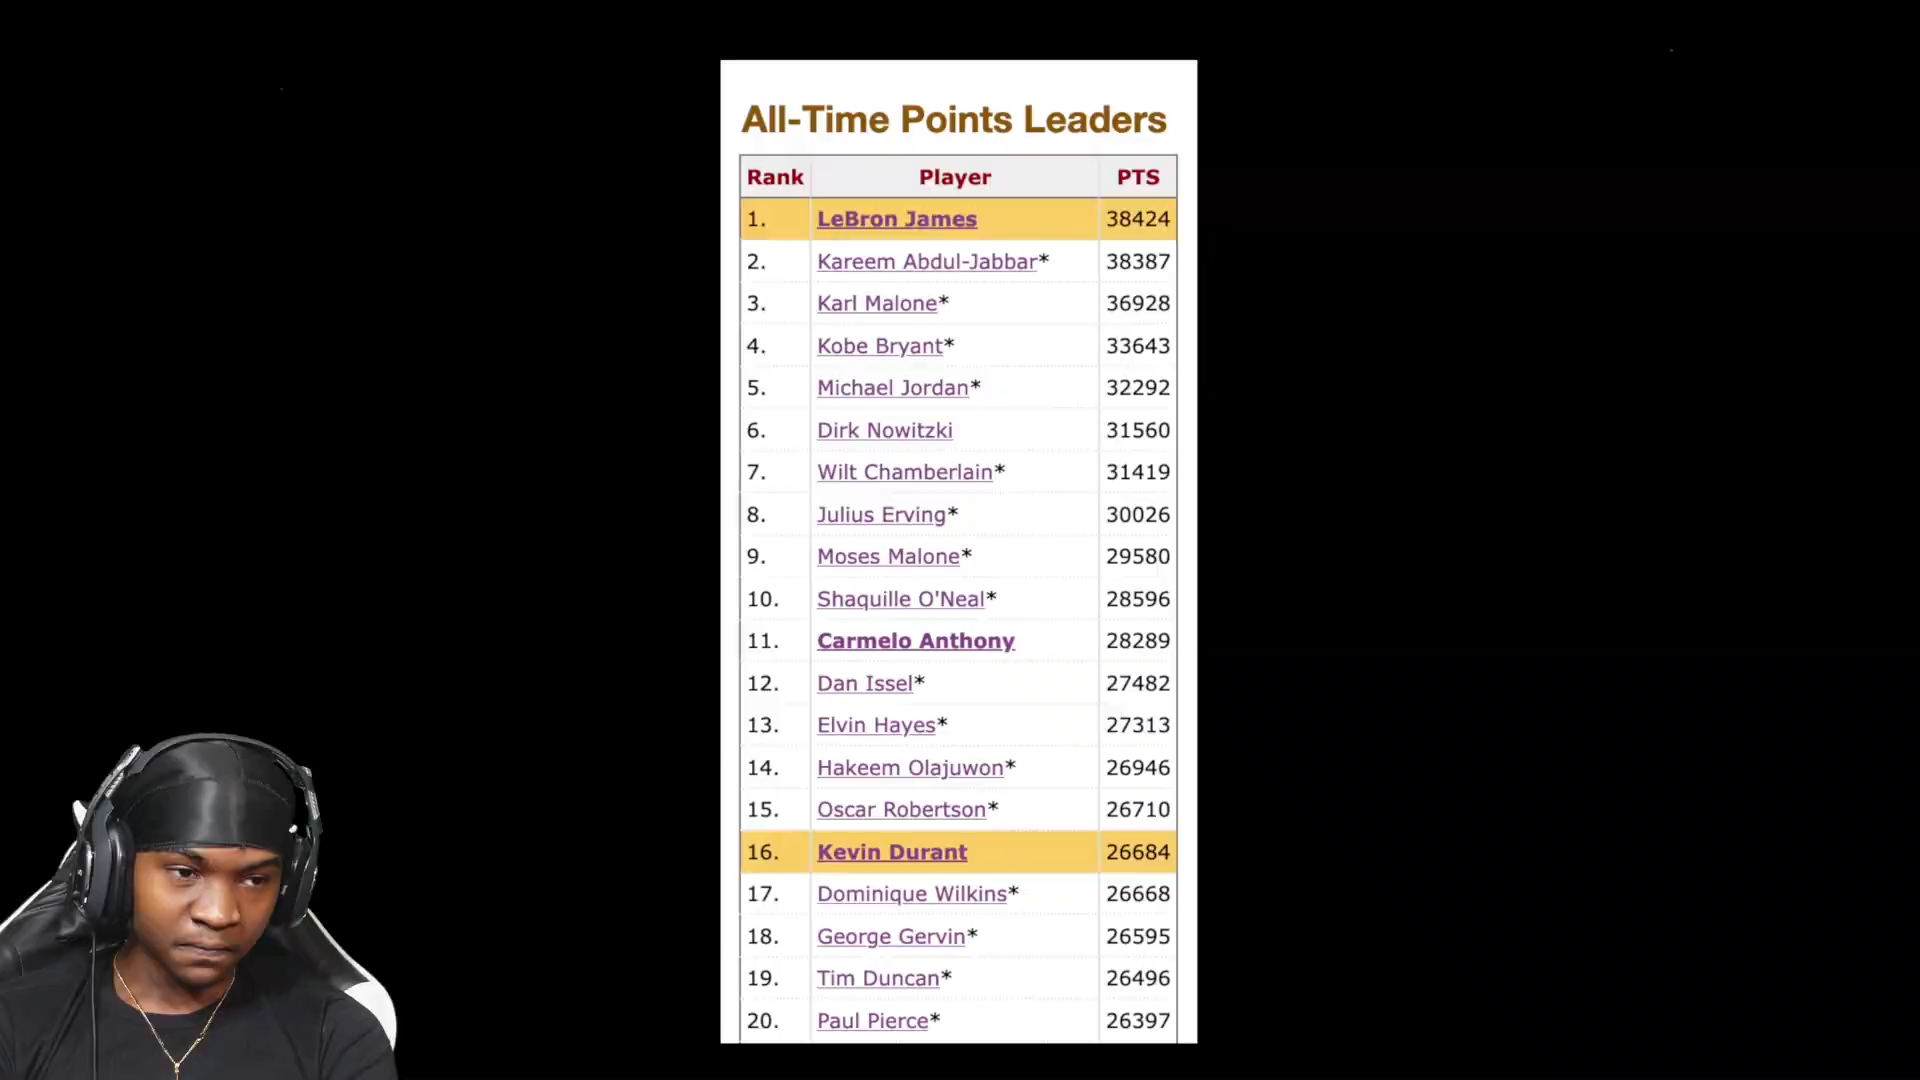 All-Time Points Leaders
Rank Player PTS
1. LeBron James 38424
2. Kareem Abdul-Jabbar* 38387
3. Karl Malone* 36928
4. Kobe Bryant* 33643
5. Michael Jordan* 32292
6. Dirk Nowitzki 31560
7. Wilt Chamberlain* 31419
8. Julius Erving* 30026
9. Moses Malone* 29580
10. Shaquille O'Neal* 28596
11. Carmelo Anthony 28289
12. Dan Issel* 27482
13. Elvin Hayes* 27313
14. Hakeem Olajuwon* 26946
15. Oscar Robertson* 26710
16. Kevin Durant 26684
17. Dominique Wilkins* 26668
18. George Gervin* 26595
19. Tim Duncan* 26496
20. Paul Pierce* 26397